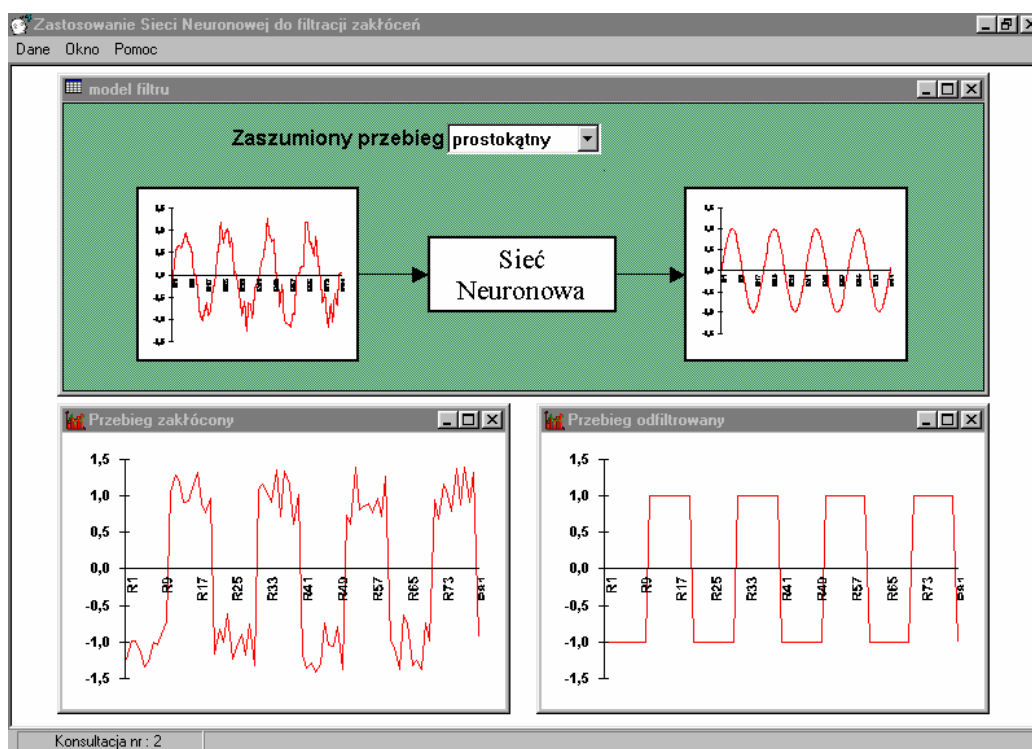 Zastosowanie Sieci Neuronowej do filtracji zakłóceń
Dane Okno Pomoc
model filtru
Zaszumiony przebieg prostokątny
Sieć
Neuronowa
Przebieg zakłócony
1,5
1,0
0,5
0,0
-0,5
-1,0
-1,5
R1 R9 R17 R25 R33 R41 R49 R57 R65 R73 R81
Przebieg odfiltrowany
1,5
1,0
0,5
0,0
-0,5
-1,0
-1,5
R1 R9 R17 R25 R33 R41 R49 R57 R65 R73 R81
Konsultacja nr : 2